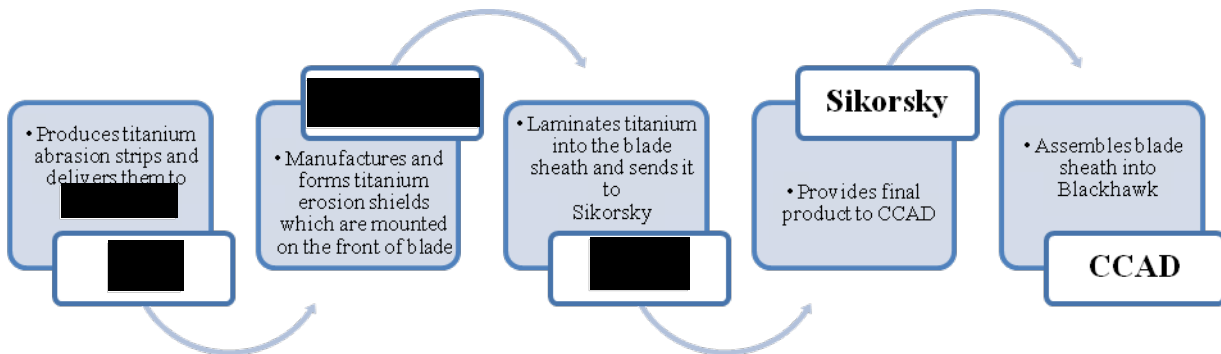 • Produces titanium
abrasion strips and
delivers them to
• Manufactures and
forms titanium
erosion shields
which are mounted
on the front of blade
• Laminates titanium
into the blade
sheath and sends it
to
Sikorsky
Sikorsky
• Provides final
product to CCAD
• Assembles blade
sheath into
Blackhawk
CCAD